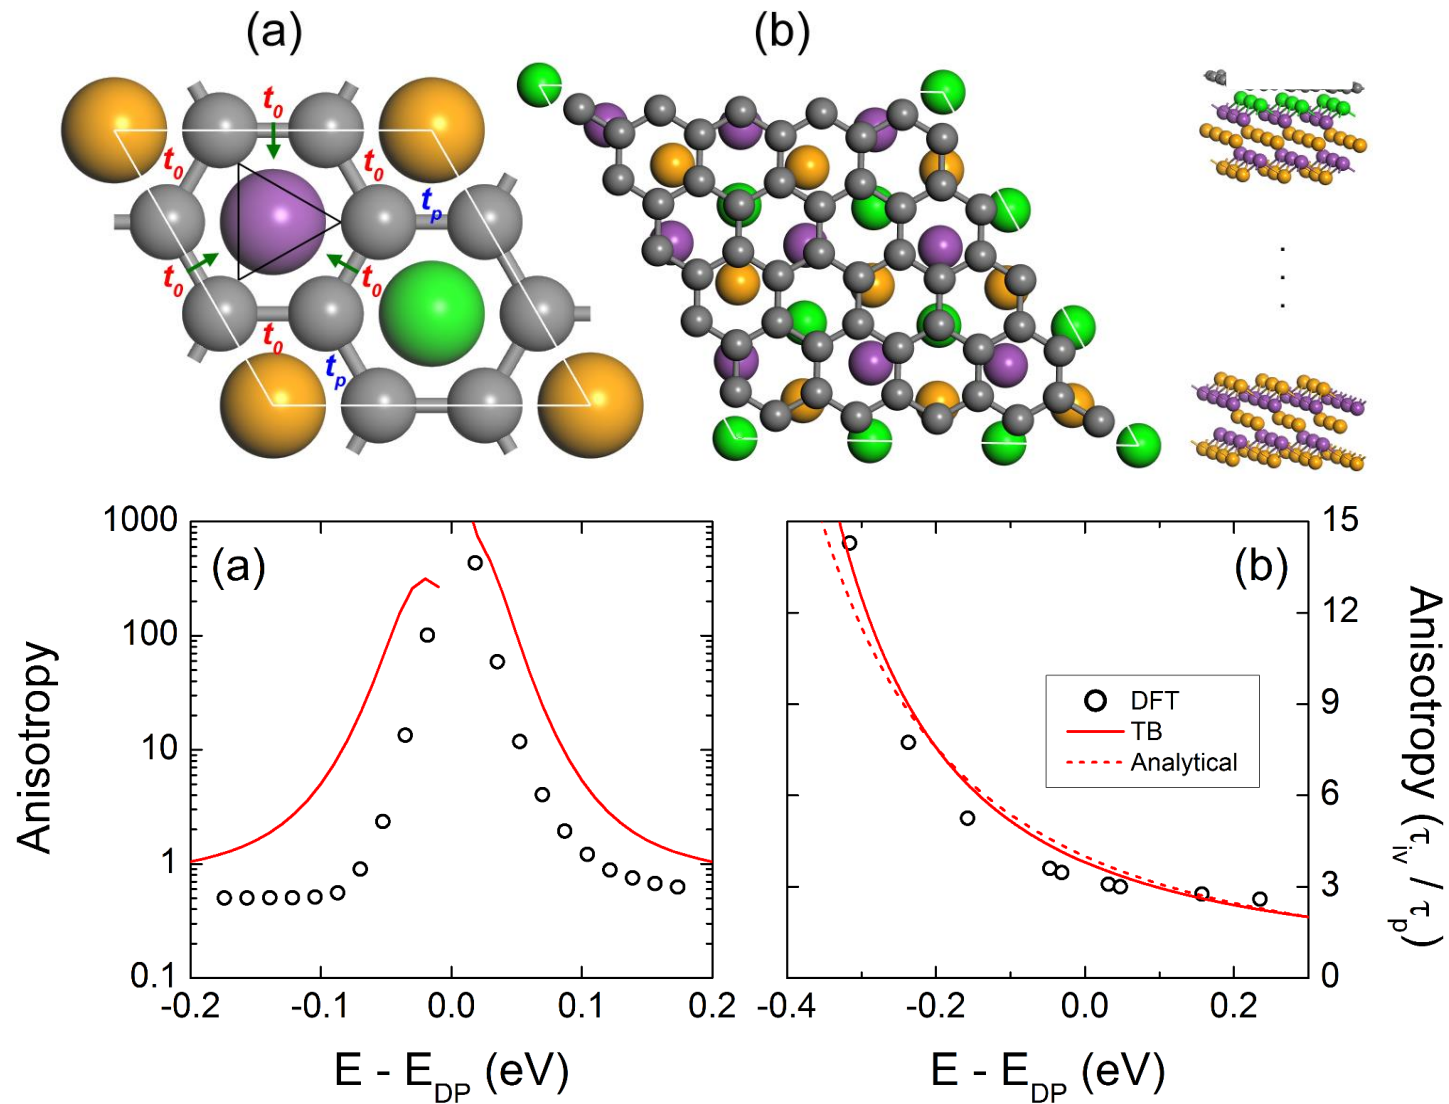 (a)
(b)
t0
t0
t0
tp
t0
t0
t0
tp
.
.
.
1000
100
10
1
0.1
(a)
Anisotropy
-0.2
-0.1
0.0
0.1
0.2
E - EDP (eV)
15
12
9
6
3
0
(b)
DFT
TB
Analytical
Anisotropy (τiv / τp)
-0.4
-0.2
0.0
0.2
E - EDP (eV)